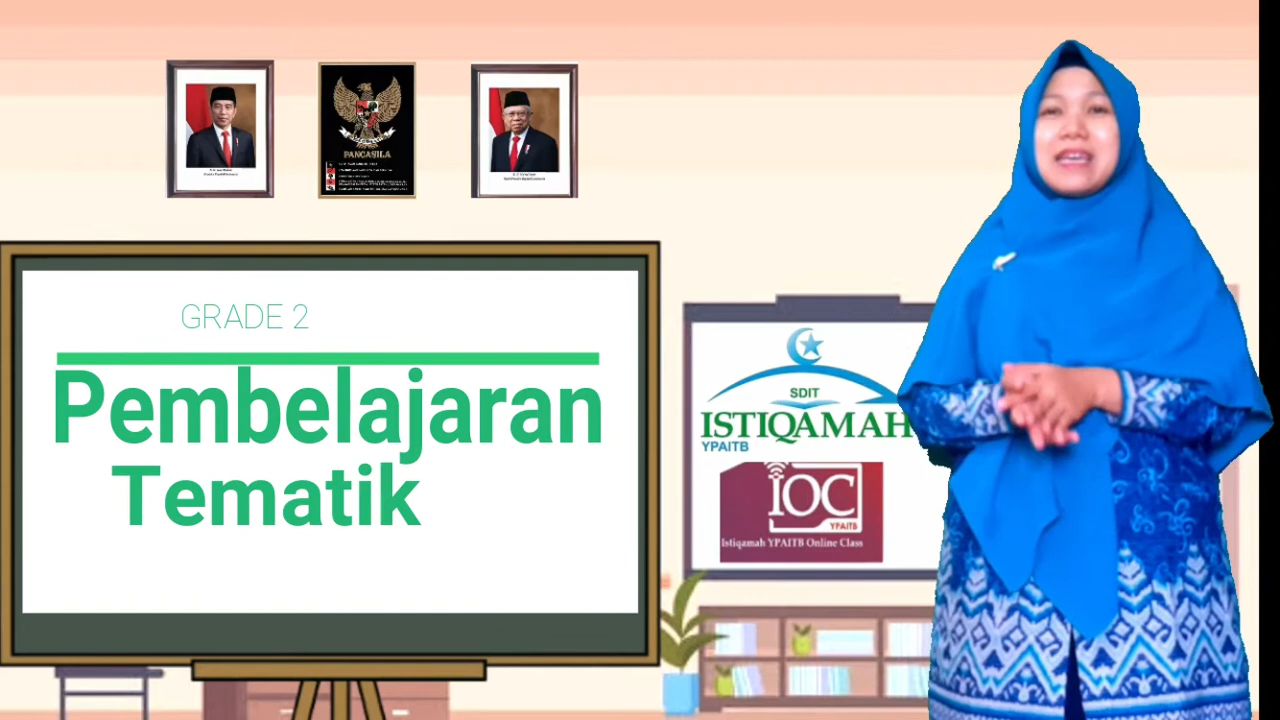 PANCASILA
GRADE 2
Pembelajaran
Tematik
SDIT
ISTIQAMAH
YPAITB
IOC
YPAITB
Istiqamah YPAITB Online Class